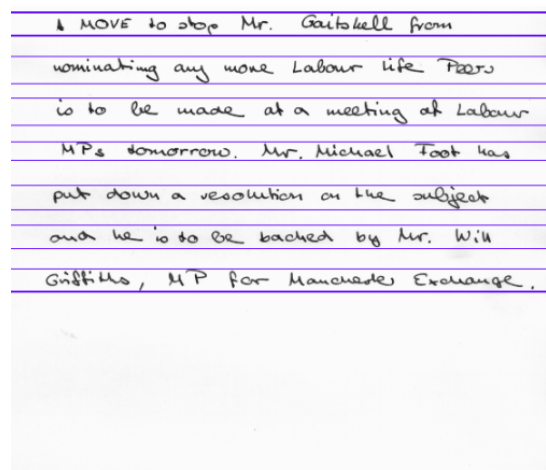 A MOVE to stop Mr. Gaitskell from
nominating any more Labour life Peers
is to be made at a meeting of Labour
MPs tomorrow. Mr. Michael Foot has
put down a resolution on the subject
and he is to be backed by Mr. Will
Griffiths, MP for Manchester Exchange.